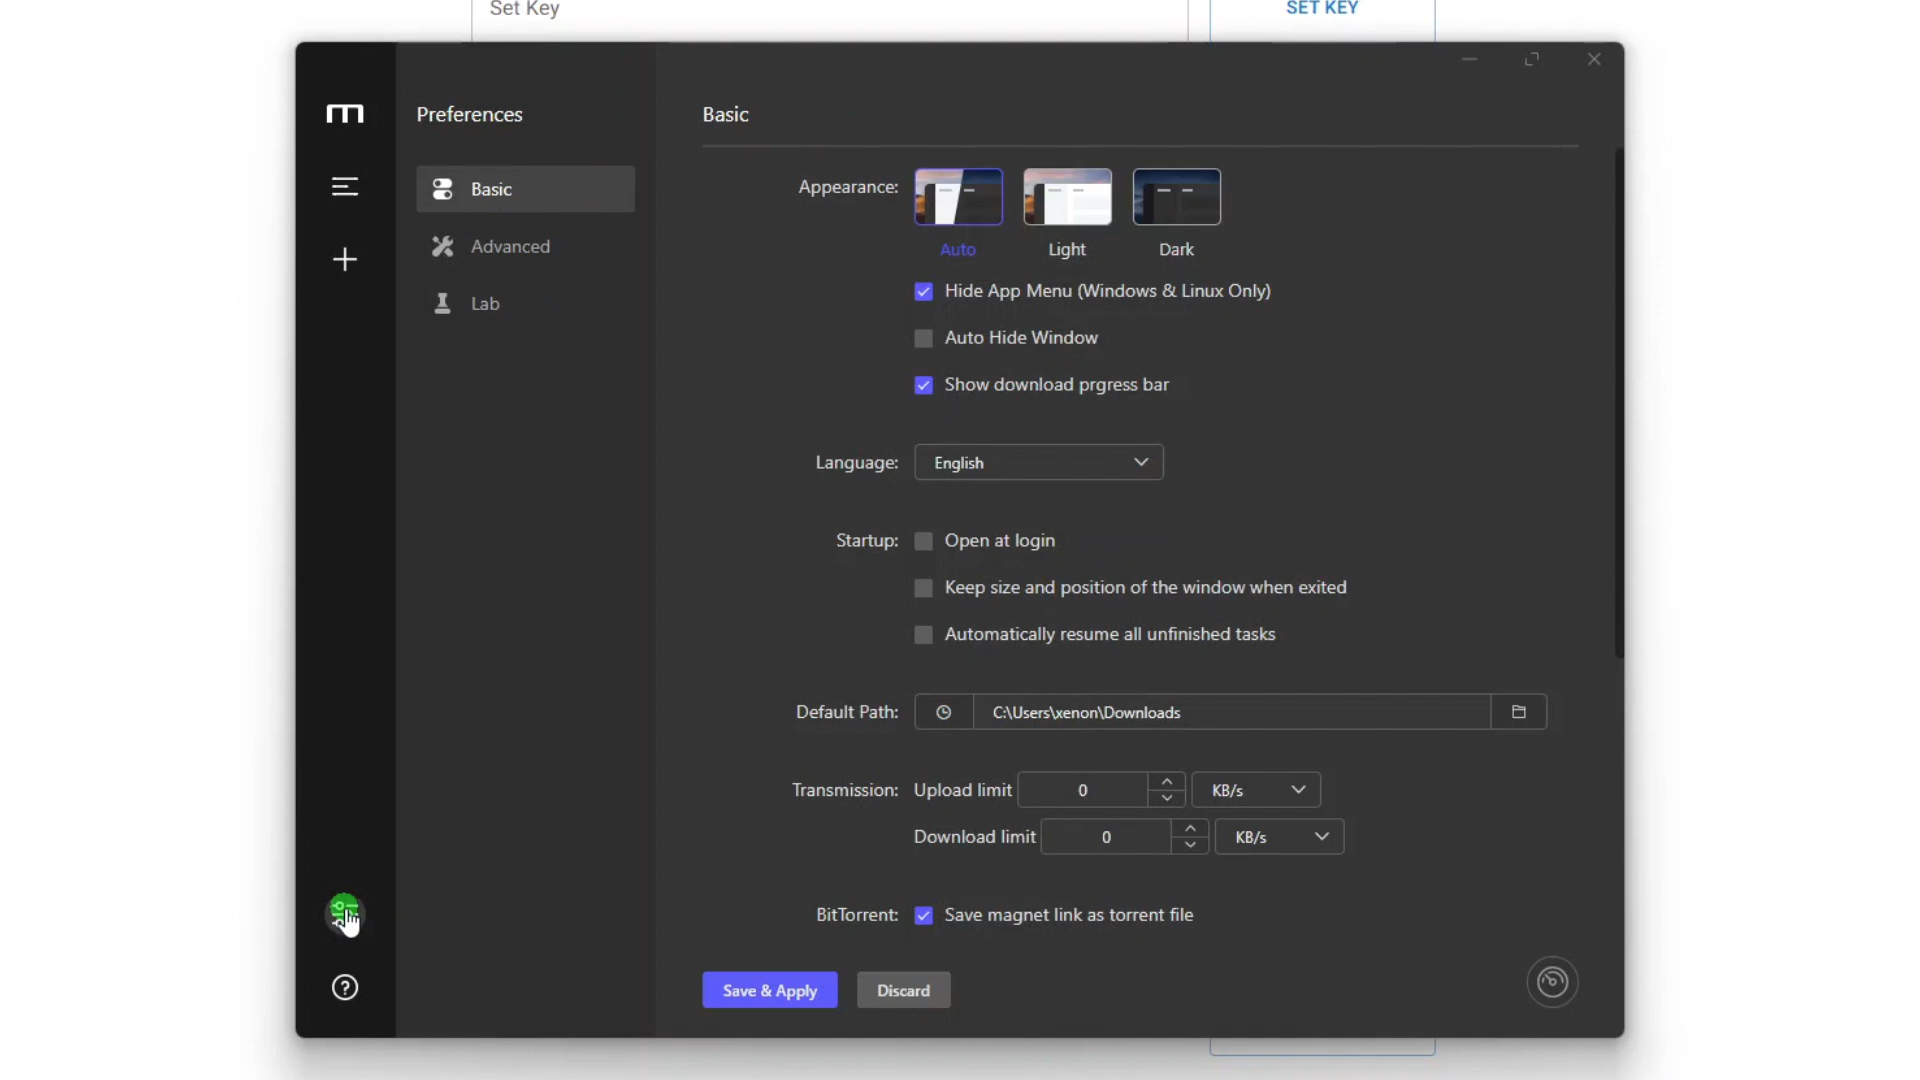 Set Key
SET KEY
Preferences
Basic
Advanced
Lab
Basic
Appearance:
Auto
Light
Dark
Hide App Menu (Windows & Linux Only)
Auto Hide Window
Show download prgress bar
Language:
English
Startup:
Open at login
Keep size and position of the window when exited
Automatically resume all unfinished tasks
Default Path:
C:\Users\xenon\Downloads
Transmission:
Upload limit
0
KB/s
Download limit
0
KB/s
BitTorrent:
Save magnet link as torrent file
Save & Apply
Discard